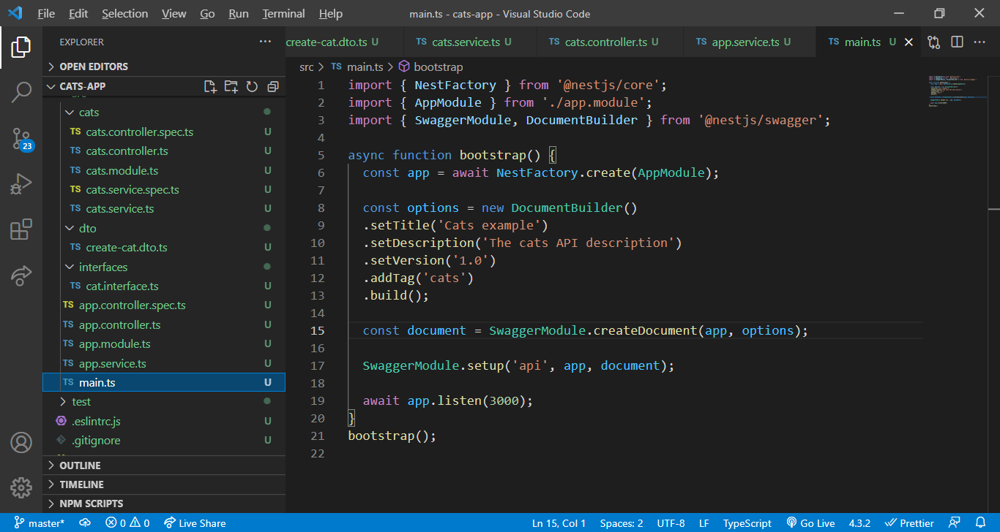 File Edit Selection View Go Run Terminal Help main.ts - cats-app - Visual Studio Code
EXPLORER
create-cat.dto.ts U TS cats.service.ts U TS cats.controller.ts U TS app.service.ts U TS main.ts U
OPEN EDITORS
src > TS main.ts > bootstrap
CATS-APP
cats
TS cats.controller.spec.ts U
TS cats.controller.ts U
TS cats.module.ts U
TS cats.service.spec.ts U
TS cats.service.ts U
dto
TS create-cat.dto.ts U
interfaces
TS cat.interface.ts U
TS app.controller.spec.ts U
TS app.controller.ts U
TS app.module.ts U
TS app.service.ts U
TS main.ts U
test
.eslintrc.js U
.gitignore U
OUTLINE
TIMELINE
NPM SCRIPTS
23
1 import { NestFactory } from '@nestjs/core';
2 import { AppModule } from './app.module';
3 import { SwaggerModule, DocumentBuilder } from '@nestjs/swagger';
4
5 async function bootstrap() {
6 const app = await NestFactory.create(AppModule);
7
8 const options = new DocumentBuilder()
9 .setTitle('Cats example')
10 .setDescription('The cats API description')
11 .setVersion('1.0')
12 .addTag('cats')
13 .build();
14
15 const document = SwaggerModule.createDocument(app, options);
16
17 SwaggerModule.setup('api', app, document);
18
19 await app.listen(3000);
20 }
21 bootstrap();
22
master* 0 0 Live Share Ln 15, Col 1 Spaces: 2 UTF-8 LF TypeScript Go Live 4.3.2 Prettier